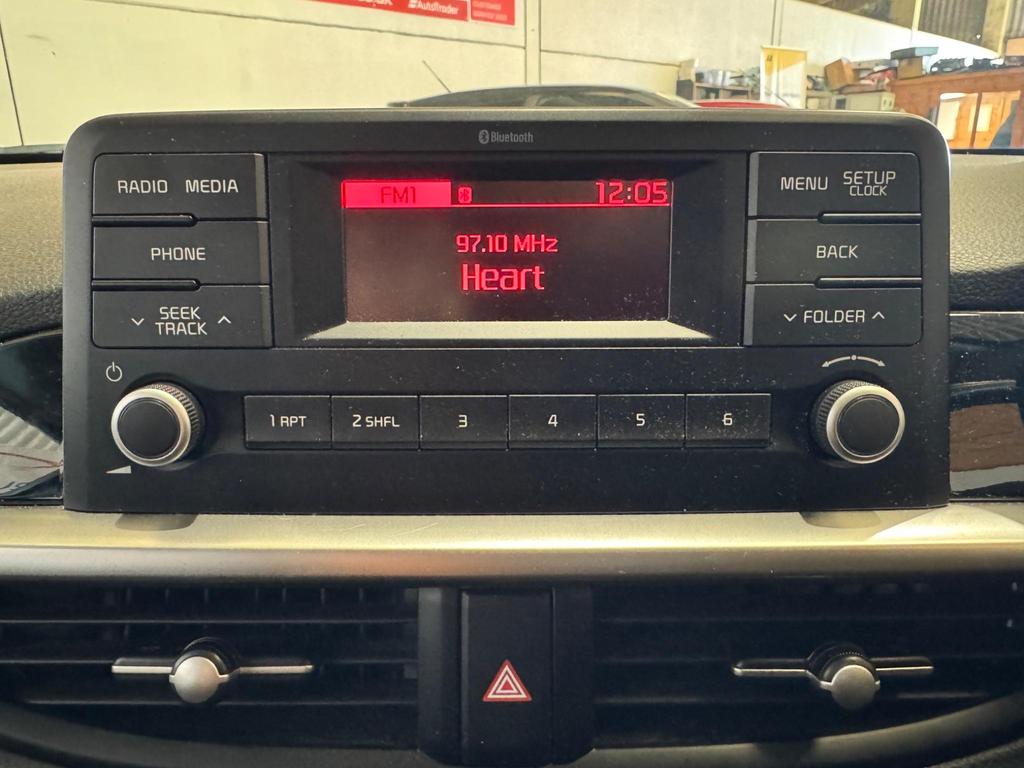 AutoTrader
Bluetooth
RADIO MEDIA
FM1
12:05
MENU
SETUP
CLOCK
97.10 MHz
Heart
PHONE
BACK
SEEK
TRACK
FOLDER
1 RPT
2 SHFL
3
4
5
6